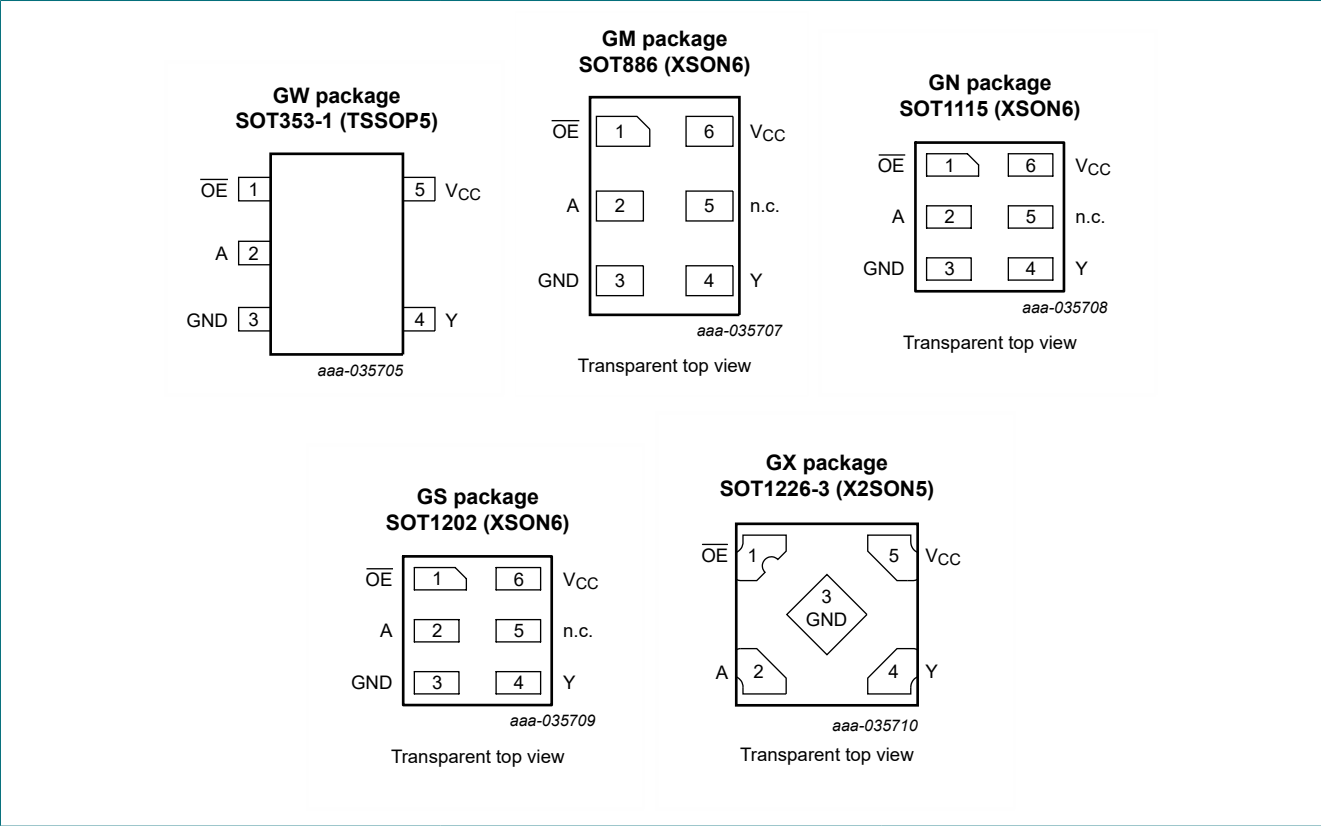 GW package
SOT353-1 (TSSOP5)
OE 1
5 VCC
A 2
GND 3
4 Y
aaa-035705
GM package
SOT886 (XSON6)
OE 1 6 VCC
A 2 5 n.c.
GND 3 4 Y
aaa-035707
Transparent top view
GN package
SOT1115 (XSON6)
OE 1 6 VCC
A 2 5 n.c.
GND 3 4 Y
aaa-035708
Transparent top view
GS package
SOT1202 (XSON6)
OE 1 6 VCC
A 2 5 n.c.
GND 3 4 Y
aaa-035709
Transparent top view
GX package
SOT1226-3 (X2SON5)
OE 1 5 VCC
3
GND
A 2 4 Y
aaa-035710
Transparent top view